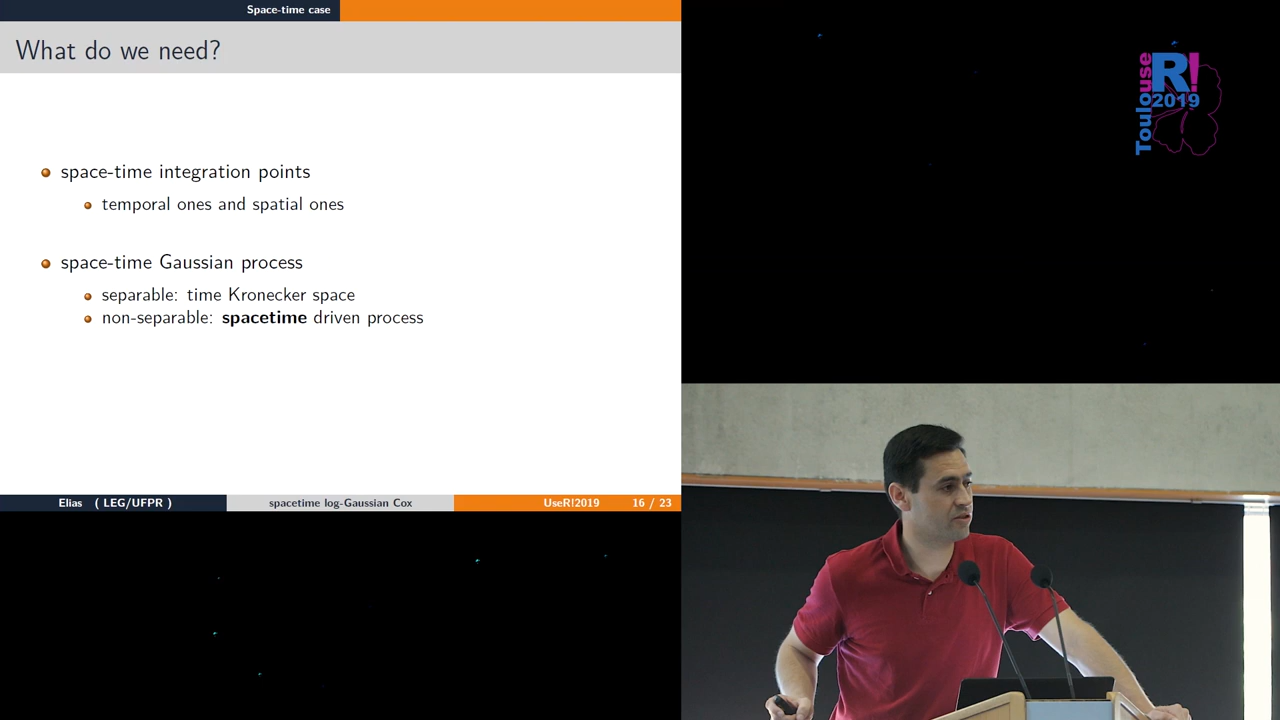 Space-time case
What do we need?
space-time integration points
temporal ones and spatial ones
space-time Gaussian process
separable: time Kronecker space
non-separable: spacetime driven process
Elias ( LEG/UFPR )
spacetime log-Gaussian Cox
UseR!2019
16 / 23
Toulouse
R!
2019